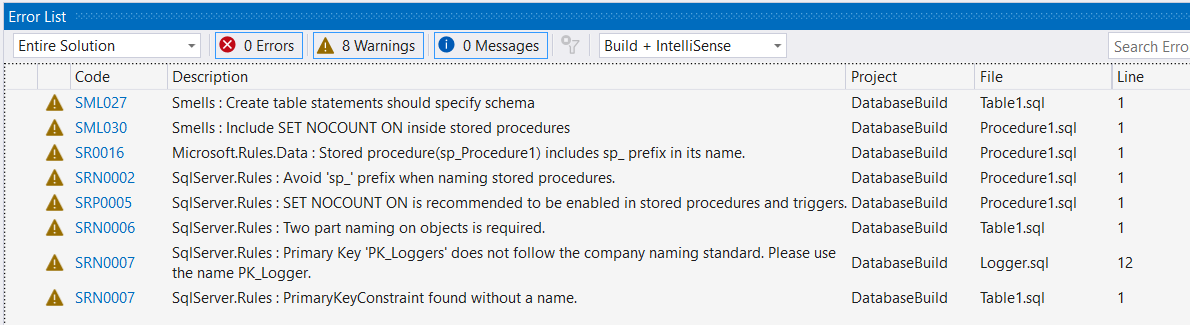 Error List
Entire Solution 0 Errors 8 Warnings 0 Messages Build + IntelliSense Search Erro
Code Description Project File Line
SML027 Smells : Create table statements should specify schema DatabaseBuild Table1.sql 1
SML030 Smells : Include SET NOCOUNT ON inside stored procedures DatabaseBuild Procedure1.sql 1
SR0016 Microsoft.Rules.Data : Stored procedure(sp_Procedure1) includes sp_ prefix in its name. DatabaseBuild Procedure1.sql 1
SRN0002 SqlServer.Rules : Avoid 'sp_' prefix when naming stored procedures. DatabaseBuild Procedure1.sql 1
SRP0005 SqlServer.Rules : SET NOCOUNT ON is recommended to be enabled in stored procedures and triggers. DatabaseBuild Procedure1.sql 1
SRN0006 SqlServer.Rules : Two part naming on objects is required. DatabaseBuild Table1.sql 1
SRN0007 SqlServer.Rules : Primary Key 'PK_Loggers' does not follow the company naming standard. Please use
the name PK_Logger. DatabaseBuild Logger.sql 12
SRN0007 SqlServer.Rules : PrimaryKeyConstraint found without a name. DatabaseBuild Table1.sql 1